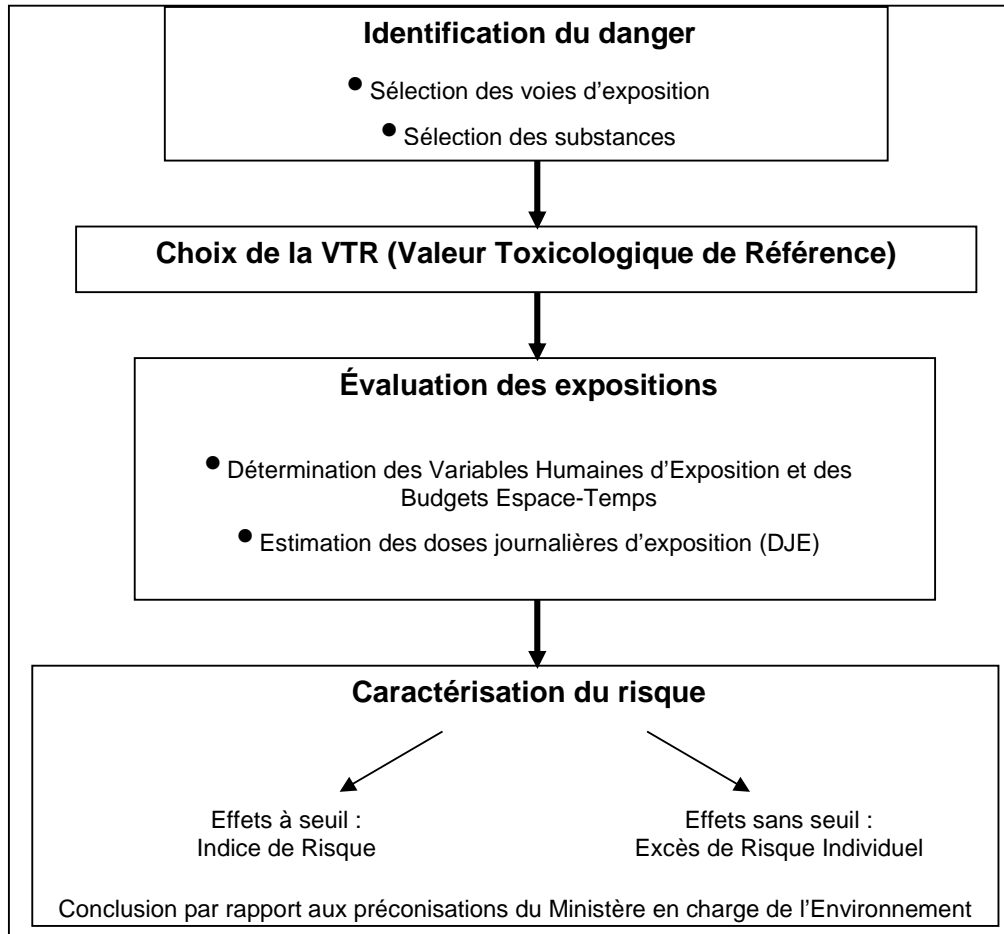 Identification du danger
• Sélection des voies d’exposition
• Sélection des substances
Choix de la VTR (Valeur Toxicologique de Référence)
Évaluation des expositions
• Détermination des Variables Humaines d’Exposition et des
Budgets Espace-Temps
• Estimation des doses journalières d’exposition (DJE)
Caractérisation du risque
Effets à seuil :
Indice de Risque
Effets sans seuil :
Excès de Risque Individuel
Conclusion par rapport aux préconisations du Ministère en charge de l’Environnement